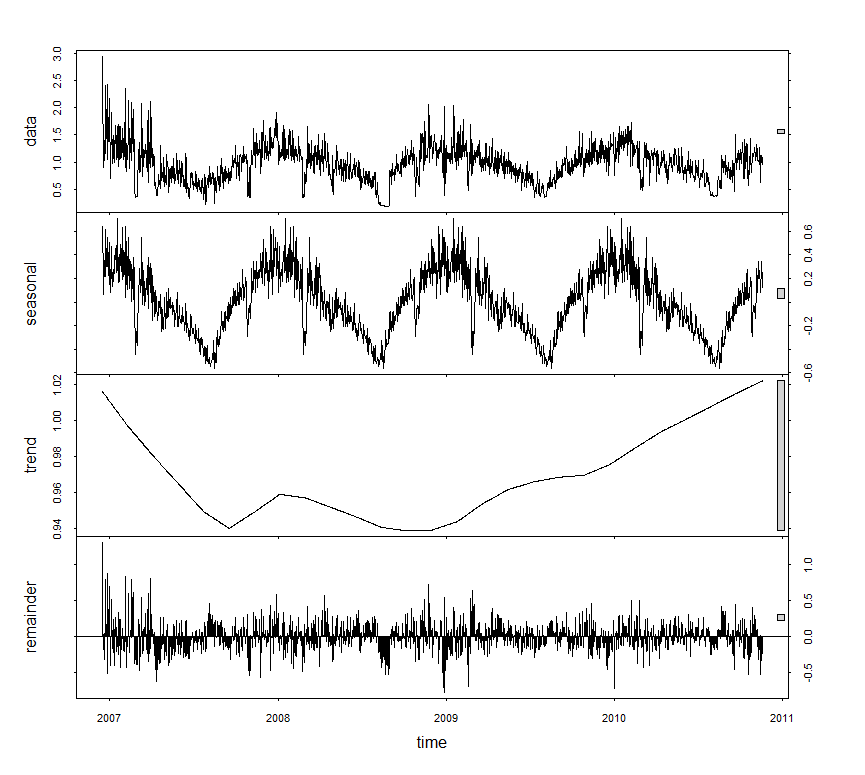 data
0.5 1.0 1.5 2.0 2.5 3.0
seasonal
-0.6 -0.2 0.2 0.4 0.6
trend
0.94 0.96 0.98 1.00 1.02
remainder
-0.5 0.0 0.5 1.0
2007 2008 2009 2010 2011
time